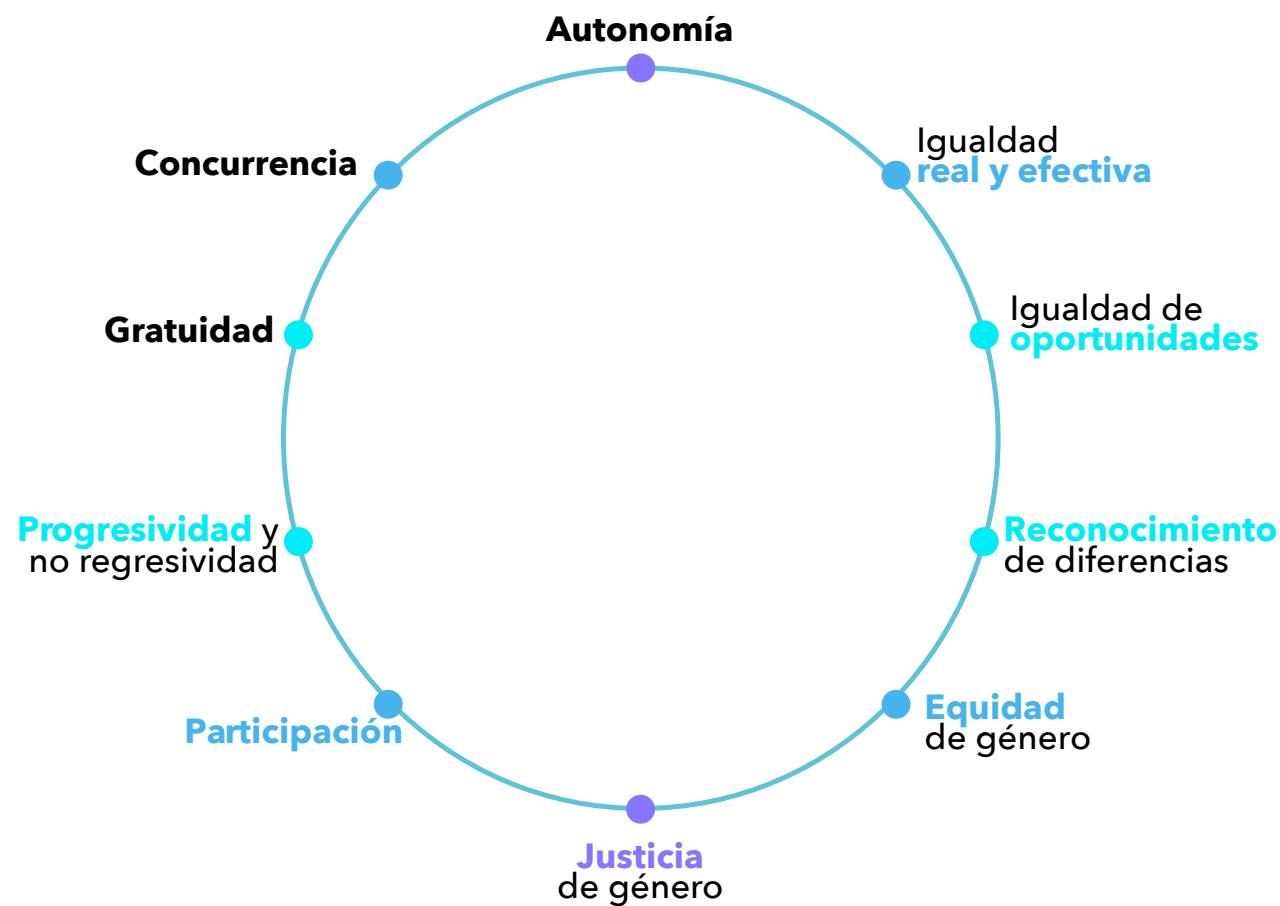 Autonomía
Igualdad
real y efectiva
Igualdad de
oportunidades
Reconocimiento
de diferencias
Equidad
de género
Justicia
de género
Participación
Progresividad y
no regresividad
Gratuidad
Concurrencia